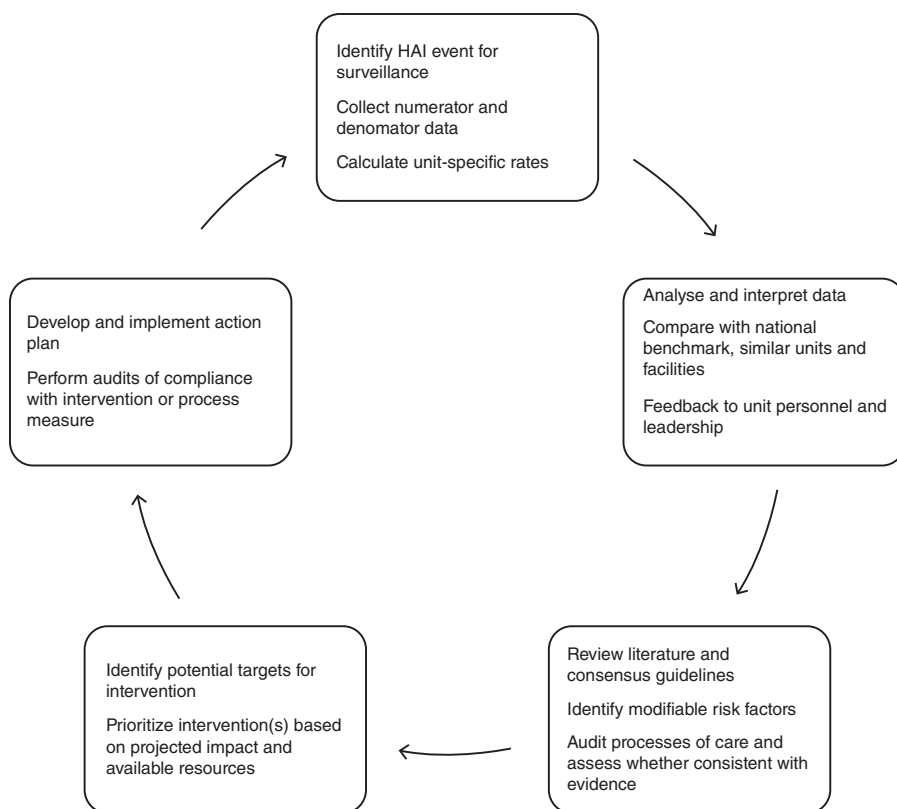 Identify HAI event for
surveillance
Collect numerator and
denomator data
Calculate unit-specific rates
Analyse and interpret data
Compare with national
benchmark, similar units and
facilities
Feedback to unit personnel and
leadership
Review literature and
consensus guidelines
Identify modifiable risk factors
Audit processes of care and
assess whether consistent with
evidence
Identify potential targets for
intervention
Prioritize intervention(s) based
on projected impact and
available resources
Develop and implement action
plan
Perform audits of compliance
with intervention or process
measure